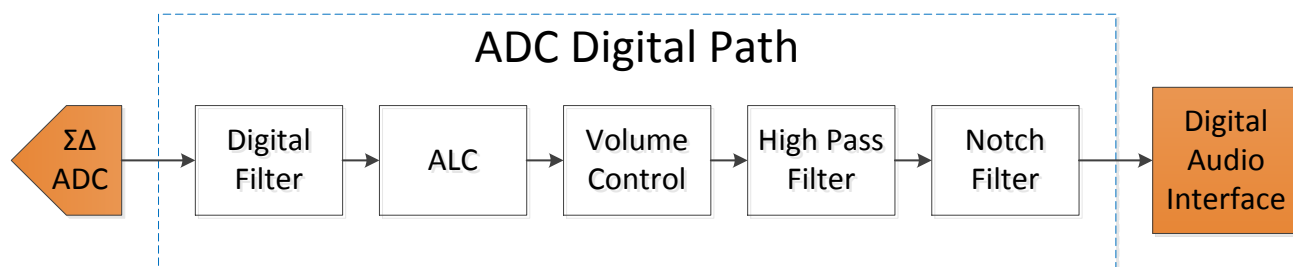 ADC Digital Path
ΣΔ
ADC
Digital
Filter
ALC
Volume
Control
High Pass
Filter
Notch
Filter
Digital
Audio
Interface